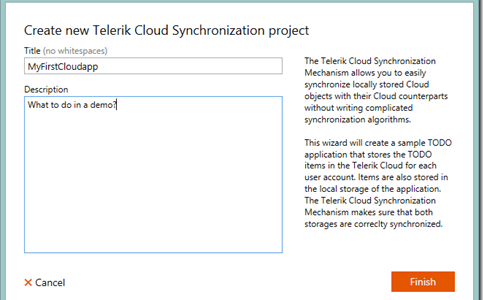 Create new Telerik Cloud Synchronization project
Title (no whitespaces)
MyFirstCloudapp
Description
What to do in a demo?
The Telerik Cloud Synchronization
Mechanism allows you to easily
synchronize locally stored Cloud
objects with their Cloud counterparts
without writing complicated
synchronization algorithms.
This wizard will create a sample TODO
application that stores the TODO
items in the Telerik Cloud for each
user account. Items are also stored in
the local storage of the application.
The Telerik Cloud Synchronization
Mechanism makes sure that both
storages are correclty synchronized.
Cancel
Finish